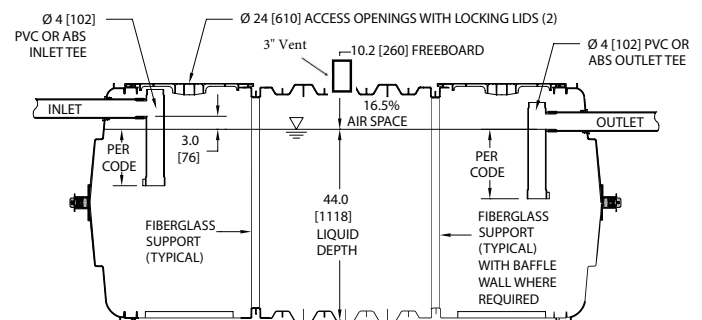 Ø 4 [102]
PVC OR ABS
INLET TEE
Ø 24 [610] ACCESS OPENINGS WITH LOCKING LIDS (2)
3" Vent
10.2 [260] FREEBOARD
Ø 4 [102] PVC OR
ABS OUTLET TEE
INLET
16.5%
AIR SPACE
OUTLET
PER
CODE
3.0
[76]
PER
CODE
44.0
[1118]
LIQUID
DEPTH
FIBERGLASS
SUPPORT
(TYPICAL)
FIBERGLASS
SUPPORT
(TYPICAL)
WITH BAFFLE
WALL WHERE
REQUIRED